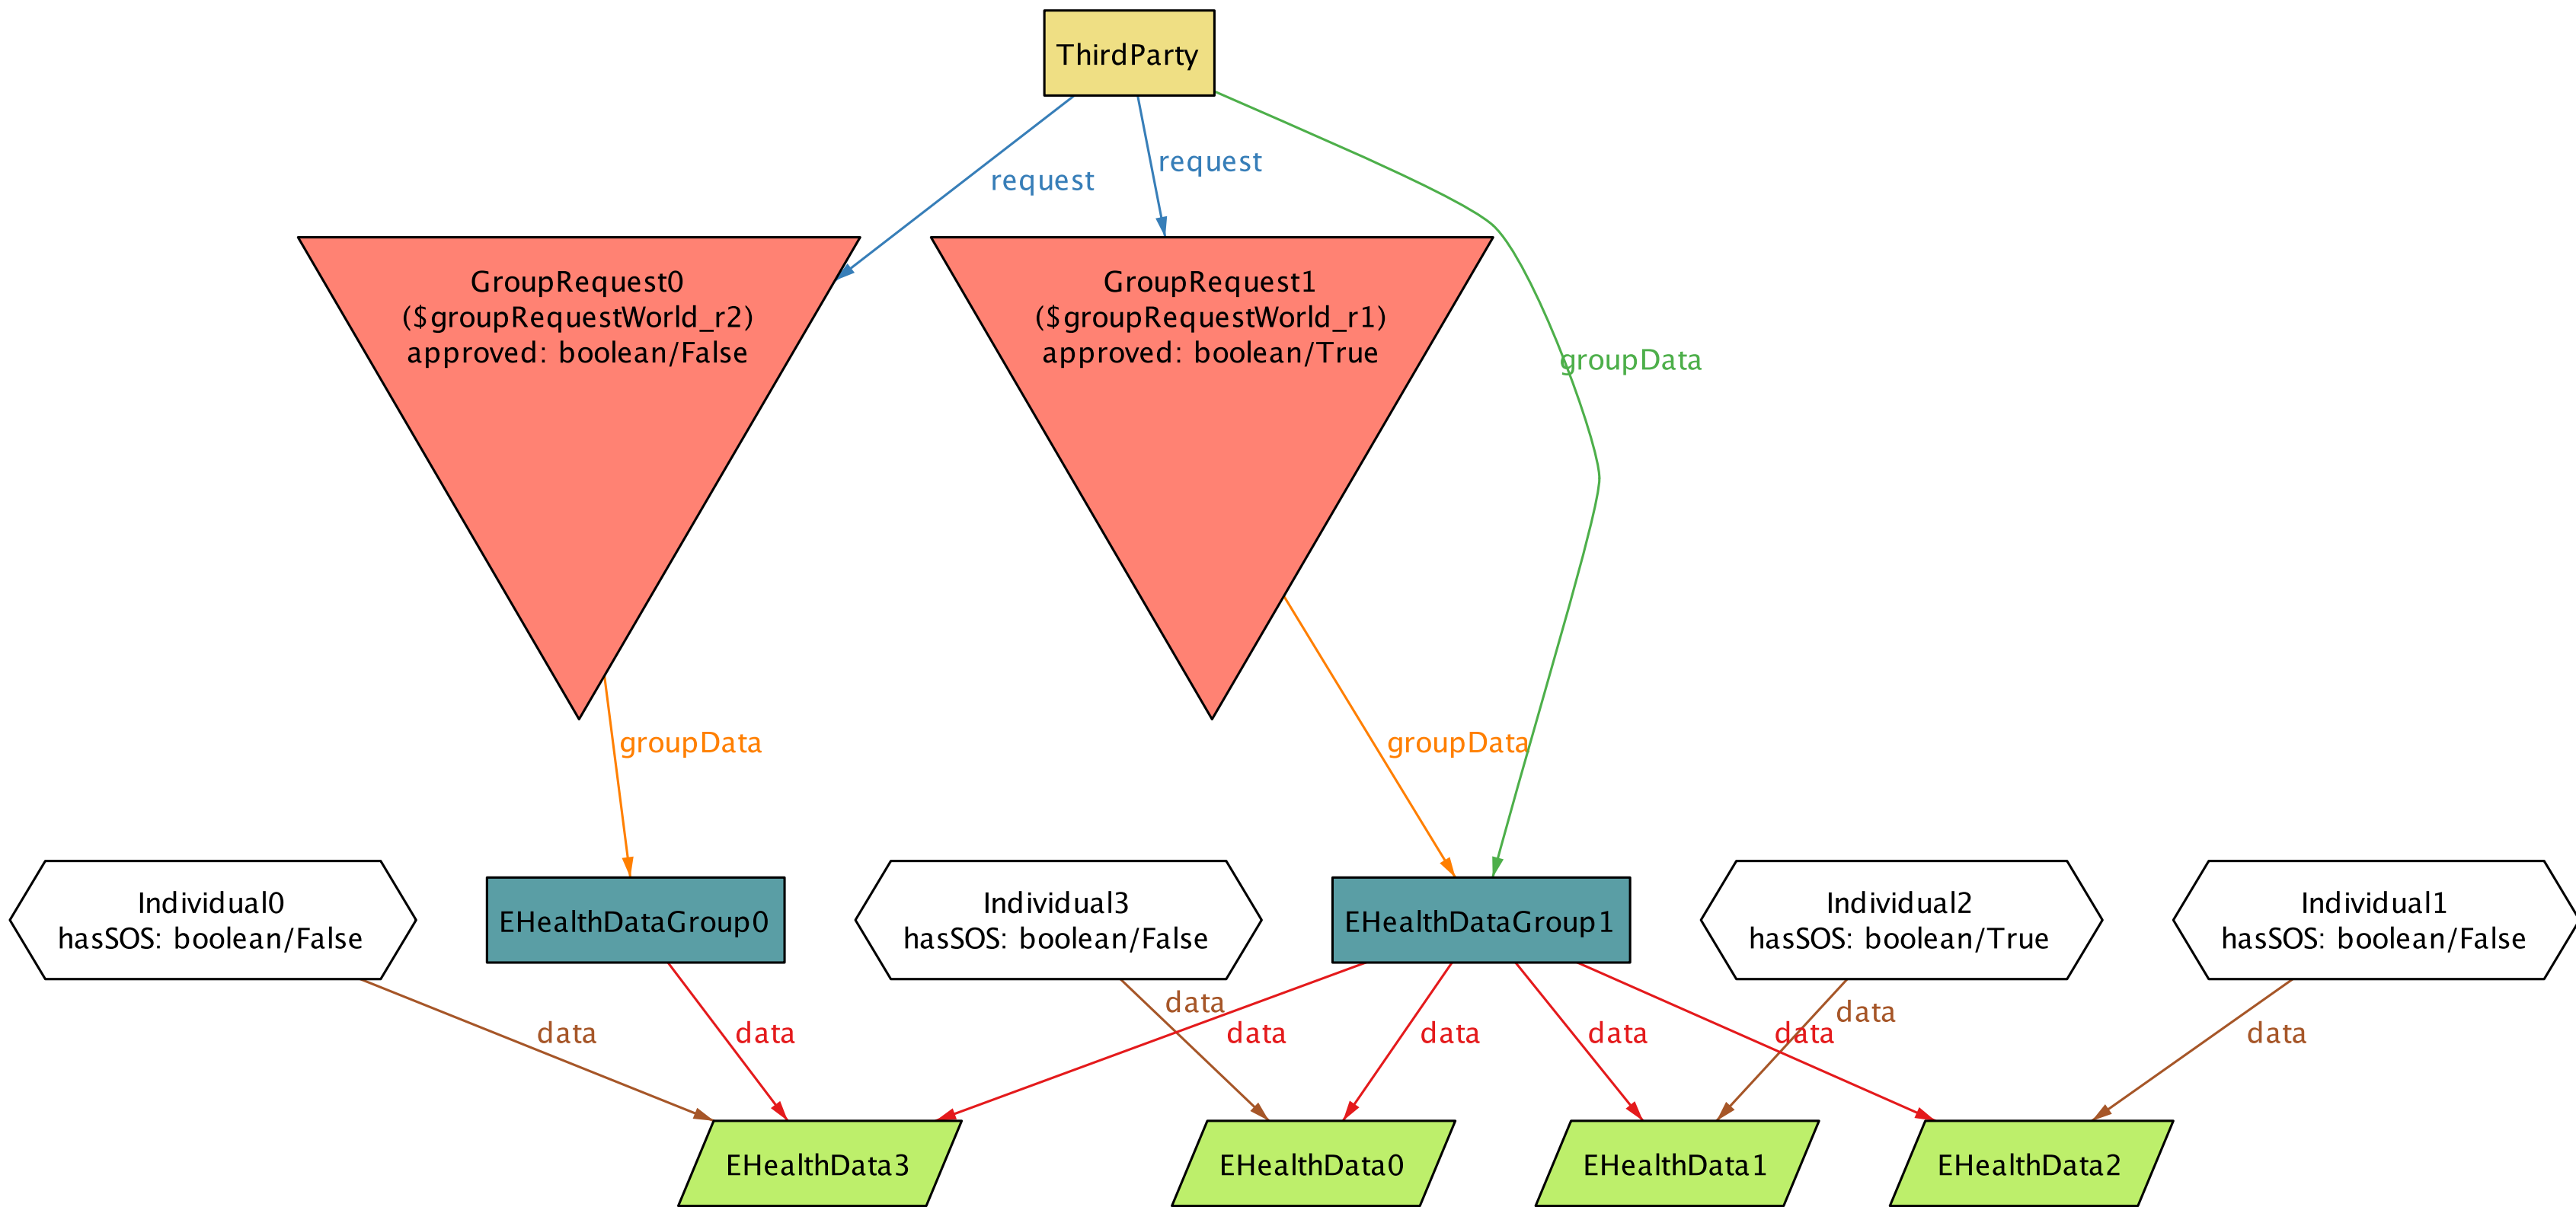 ThirdParty
request
request
GroupRequest0
($groupRequestWorld_r2)
approved: boolean/False
GroupRequest1
($groupRequestWorld_r1)
approved: boolean/True
groupData
groupData
groupData
Individual0
hasSOS: boolean/False
EHealthDataGroup0
Individual3
hasSOS: boolean/False
EHealthDataGroup1
Individual2
hasSOS: boolean/True
Individual1
hasSOS: boolean/False
data
data
data
data
data
data
data
data
data
EHealthData3
EHealthData0
EHealthData1
EHealthData2